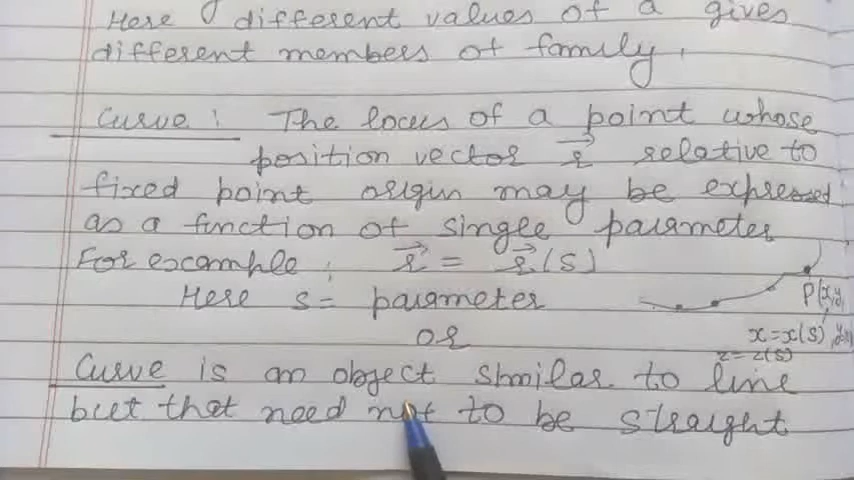 Here different values of a gives
different members of family.
Curve : The locus of a point whose
position vector r⃗ relative to
fixed point origin may be expressed
as a function of single parameter
For example : r⃗ = r⃗(s)
Here s = parameter
P(x,y,
or
x = x(s), y
z = z(s)
Curve is an object similar to line
but that need not to be straight